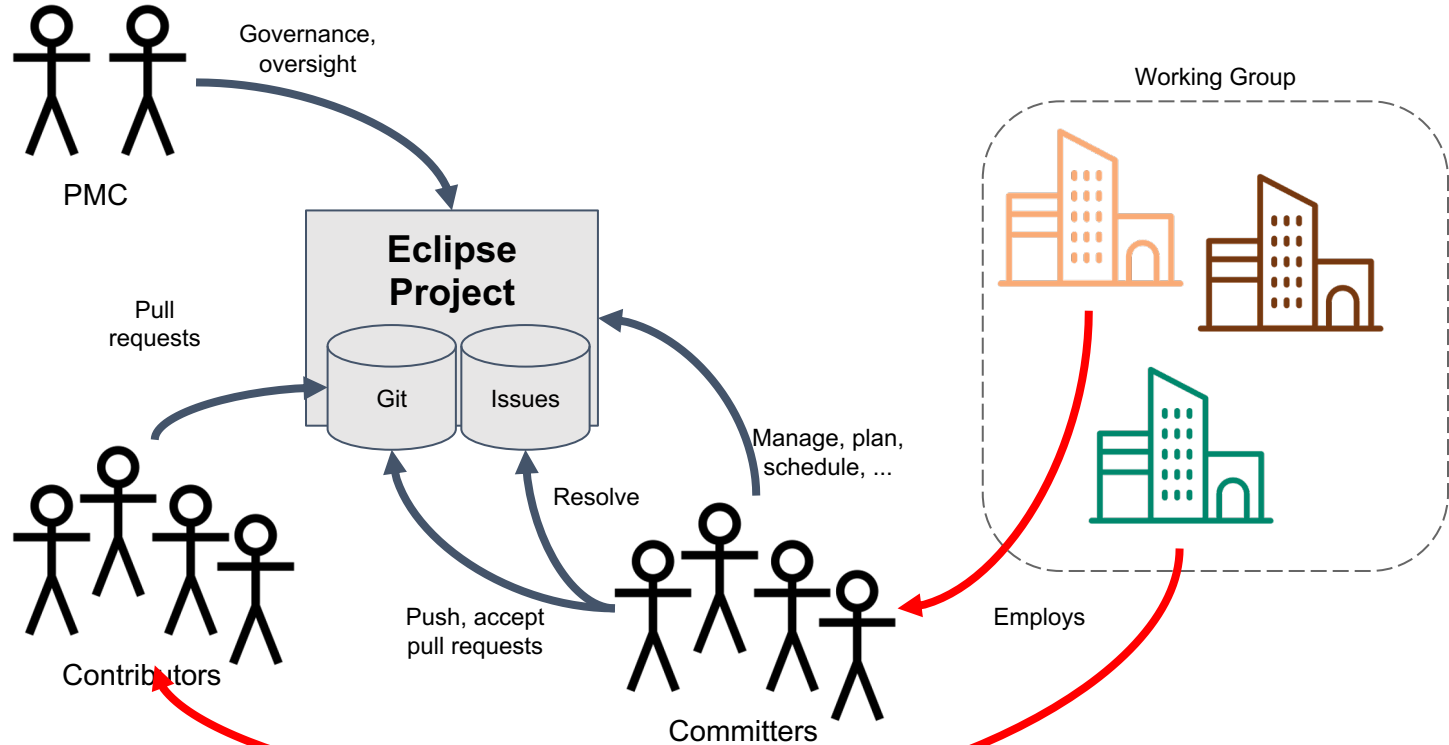 Governance,
oversight
Working Group
PMC
Eclipse
Project
Pull
requests
Git
Issues
Manage, plan,
schedule, ...
Resolve
Push, accept
pull requests
Employs
Contributors
Committers